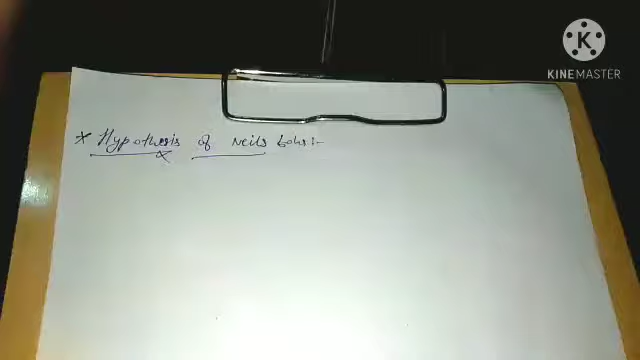 * Hypothesis of Neils Bohr :-
KINEMASTER